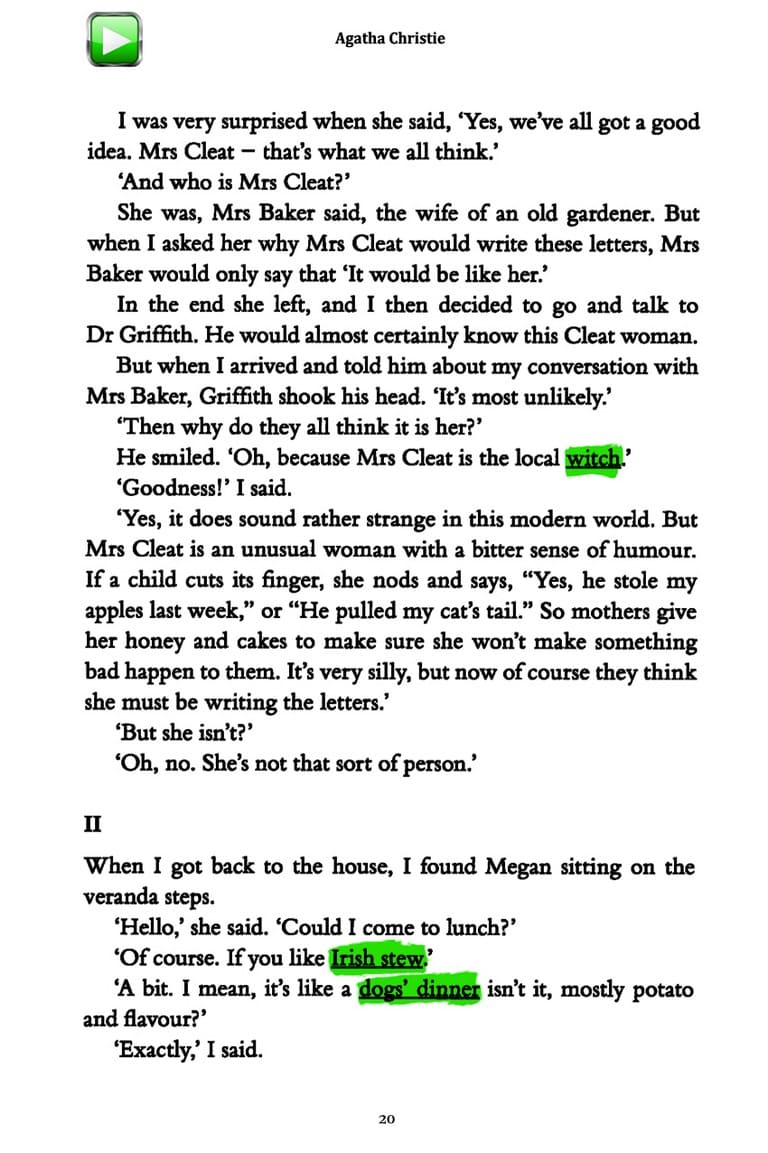 Agatha Christie
I was very surprised when she said, ‘Yes, we’ve all got a good
idea. Mrs Cleat – that’s what we all think.’
‘And who is Mrs Cleat?’
She was, Mrs Baker said, the wife of an old gardener. But
when I asked her why Mrs Cleat would write these letters, Mrs
Baker would only say that ‘It would be like her.’
In the end she left, and I then decided to go and talk to
Dr Griffith. He would almost certainly know this Cleat woman.
But when I arrived and told him about my conversation with
Mrs Baker, Griffith shook his head. ‘It’s most unlikely.’
‘Then why do they all think it is her?’
He smiled. ‘Oh, because Mrs Cleat is the local witch.’
‘Goodness!’ I said.
‘Yes, it does sound rather strange in this modern world. But
Mrs Cleat is an unusual woman with a bitter sense of humour.
If a child cuts its finger, she nods and says, “Yes, he stole my
apples last week,” or “He pulled my cat’s tail.” So mothers give
her honey and cakes to make sure she won’t make something
bad happen to them. It’s very silly, but now of course they think
she must be writing the letters.’
‘But she isn’t?’
‘Oh, no. She’s not that sort of person.’
II
When I got back to the house, I found Megan sitting on the
veranda steps.
‘Hello,’ she said. ‘Could I come to lunch?’
‘Of course. If you like Irish stew.’
‘A bit. I mean, it’s like a dogs’ dinner isn’t it, mostly potato
and flavour?’
‘Exactly,’ I said.
20